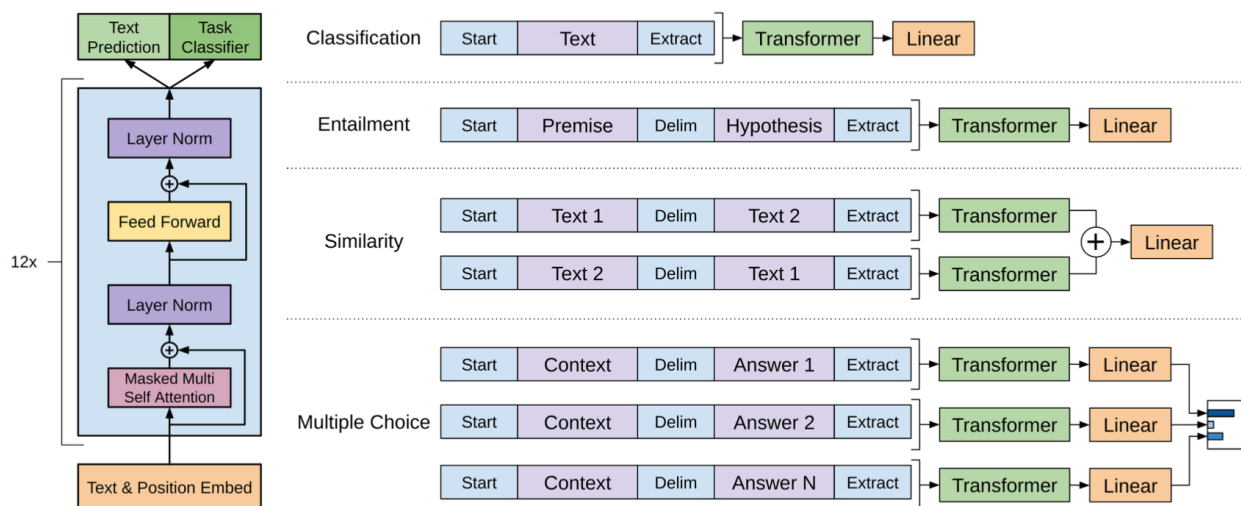 Text
Prediction
Task
Classifier
Layer Norm
Feed Forward
12x
Layer Norm
Masked Multi
Self Attention
Text & Position Embed
Classification
Start Text Extract Transformer Linear
Entailment
Start Premise Delim Hypothesis Extract Transformer Linear
Similarity
Start Text 1 Delim Text 2 Extract Transformer
Linear
Start Text 2 Delim Text 1 Extract Transformer
Multiple Choice
Start Context Delim Answer 1 Extract Transformer Linear
Start Context Delim Answer 2 Extract Transformer Linear
Start Context Delim Answer N Extract Transformer Linear